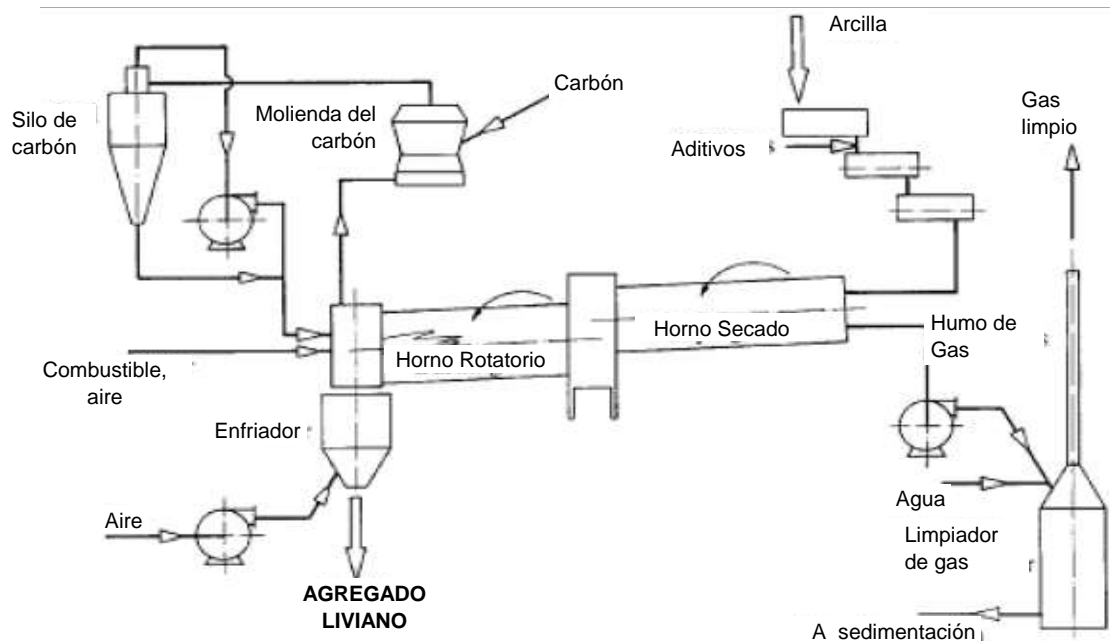 Arcilla
Carbón
Gas
limpio
Silo de
carbón
Molienda del
carbón
Aditivos
Horno Secado
Humo de
Gas
Horno Rotatorio
Combustible,
aire
Enfriador
Agua
Aire
Limpiador
de gas
AGREGADO
LIVIANO
A sedimentación